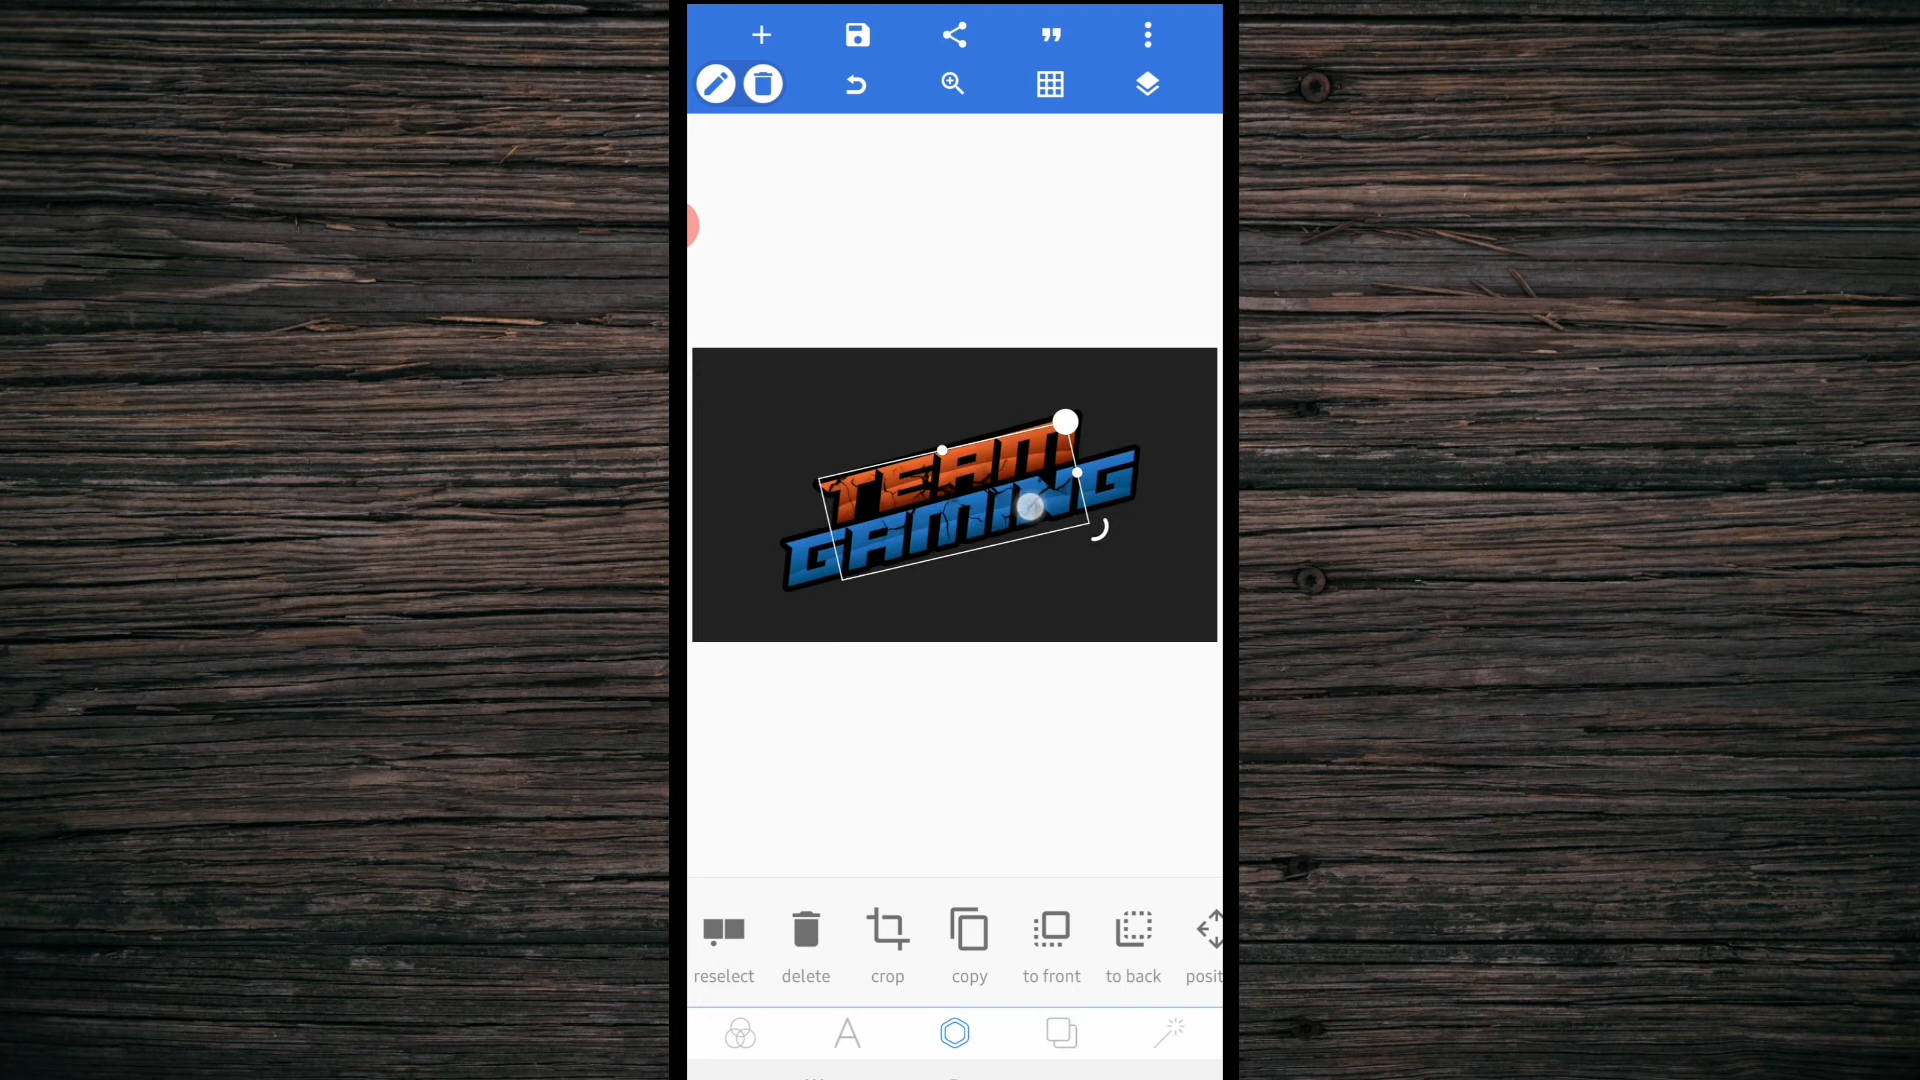 TEAM
GAMING
reselect delete crop copy to front to back posit